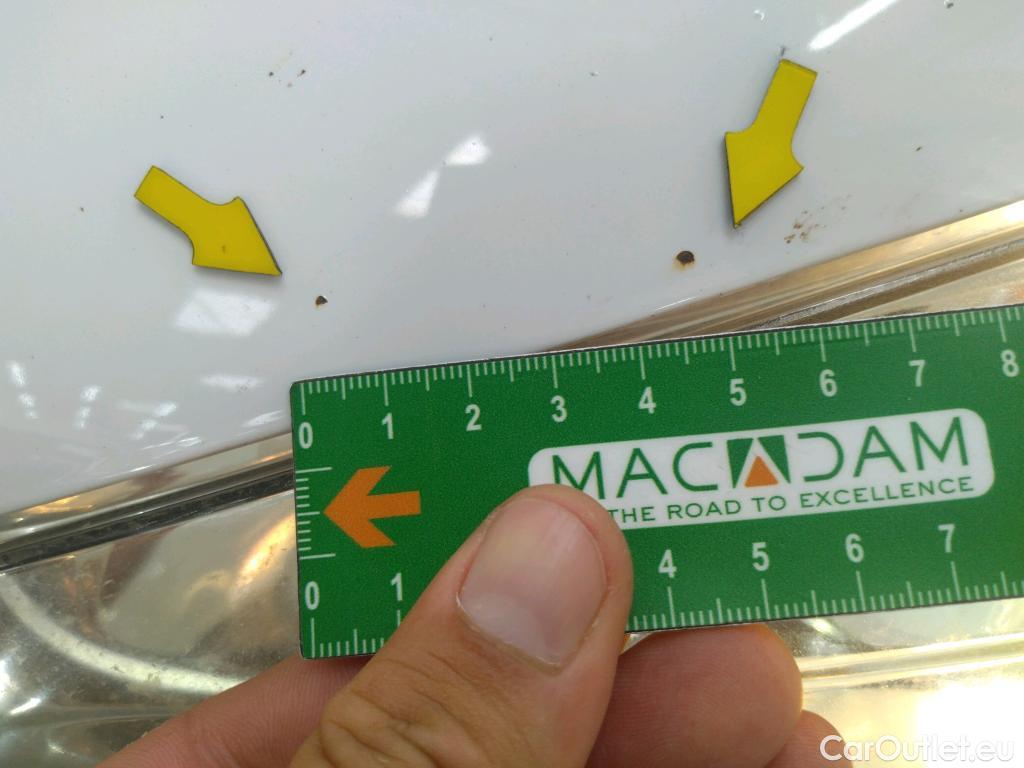 0 1 2 3 4 5 6 7 8
MACADAM
THE ROAD TO EXCELLENCE
0 1 4 5 6 7
CarOutlet.eu